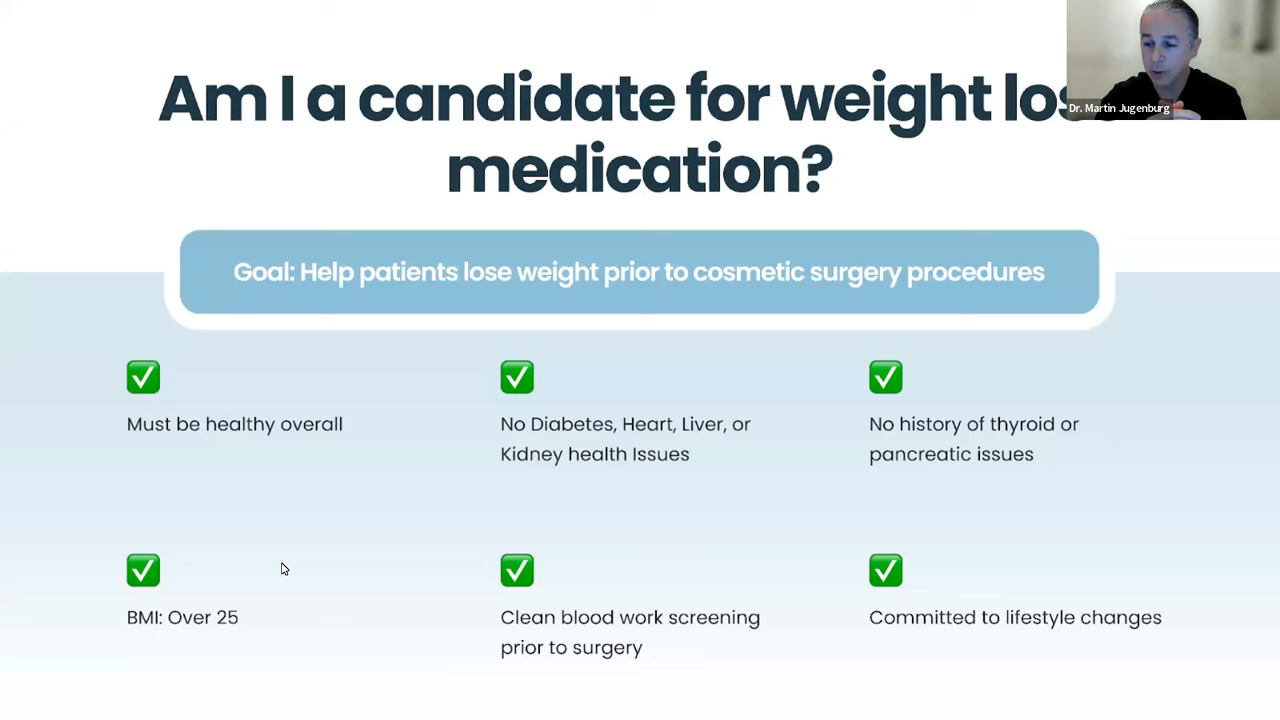 Am I a candidate for weight los
medication?
Dr. Martin Jugenburg
Goal: Help patients lose weight prior to cosmetic surgery procedures
Must be healthy overall
No Diabetes, Heart, Liver, or
Kidney health Issues
No history of thyroid or
pancreatic issues
BMI: Over 25
Clean blood work screening
prior to surgery
Committed to lifestyle changes